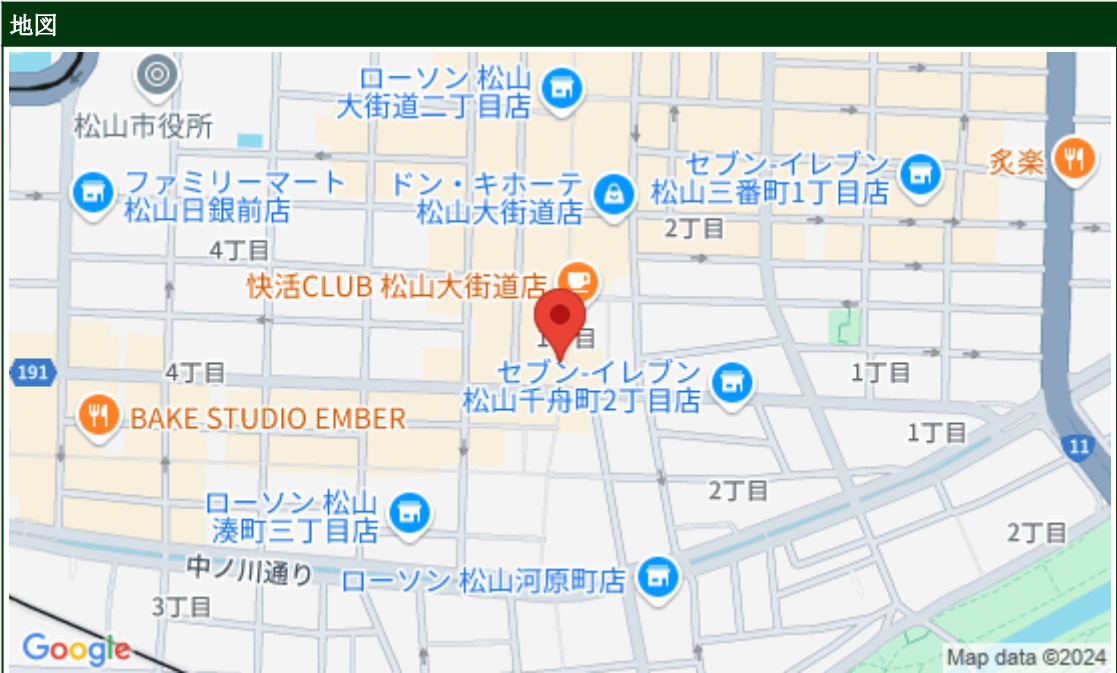 地図
ローソン 松山
大街道二丁目店
松山市役所
セブン-イレブン
松山三番町1丁目店
炙楽
ファミリーマート
松山日銀前店
ドン・キホーテ
松山大街道店
2丁目
4丁目
快活CLUB 松山大街道店
191
4丁目
セブン-イレブン
松山千舟町2丁目店
1丁目
BAKE STUDIO EMBER
1丁目
11
2丁目
ローソン 松山
湊町三丁目店
2丁目
中ノ川通り
ローソン 松山河原町店
3丁目
Google
Map data ©2024